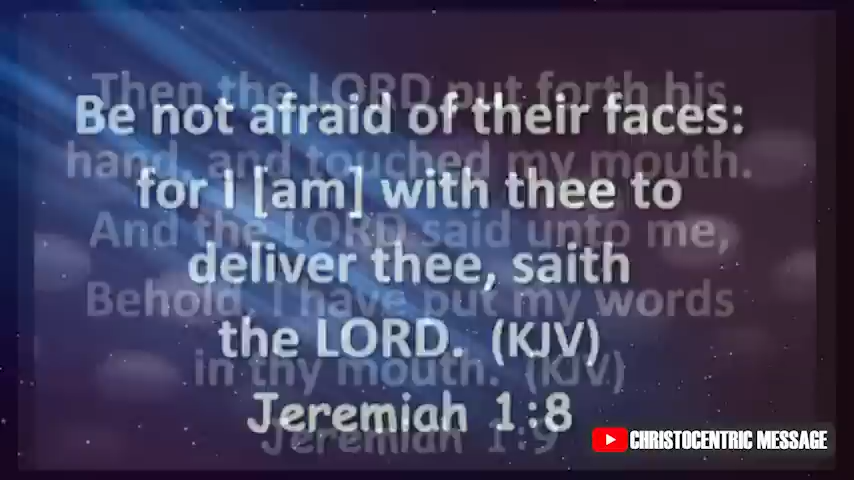 Be not afraid of their faces:
for I [am] with thee to
deliver thee, saith
the LORD. (KJV)
Jeremiah 1:8
Then the LORD put forth his
hand, and touched my mouth.
And the LORD said unto me,
Behold, I have put my words
in thy mouth. (KJV)
Jeremiah 1:9
CHRISTOCENTRIC MESSAGE